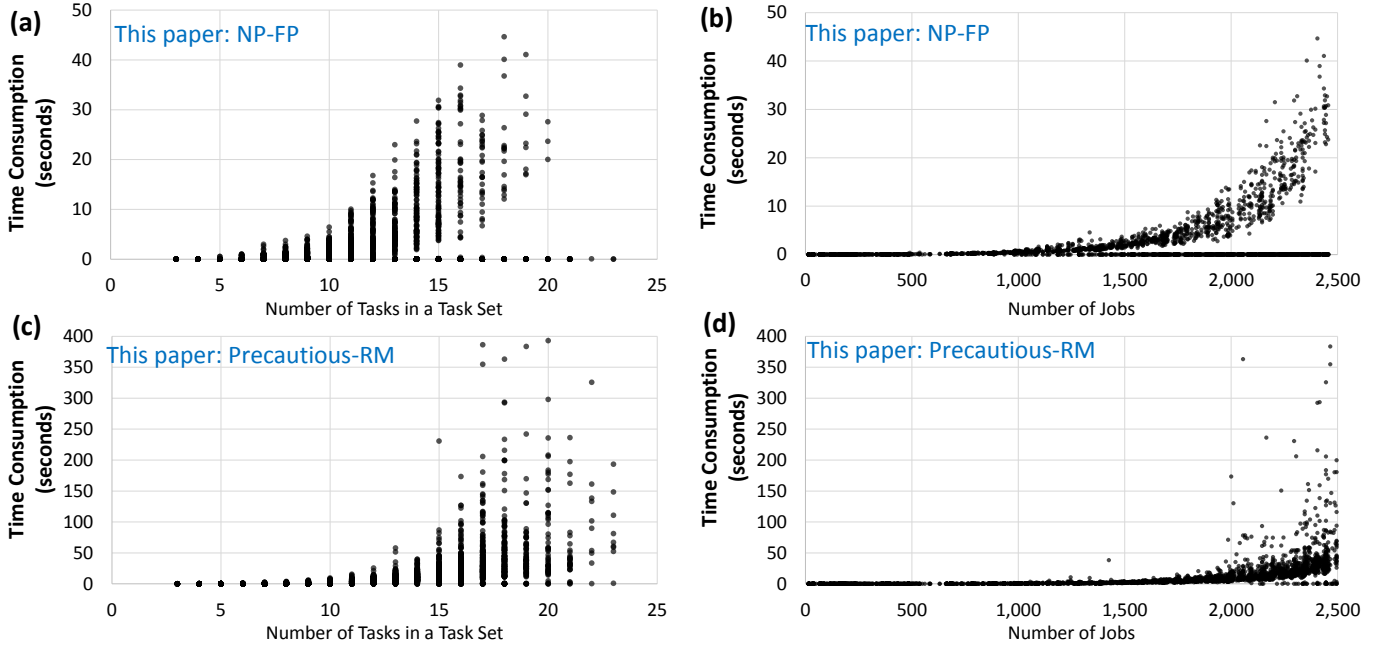 (a)
This paper: NP-FP
Time Consumption
(seconds)
50
40
30
20
10
0
0 5 10 15 20 25
Number of Tasks in a Task Set
(b)
This paper: NP-FP
Time Consumption
(seconds)
50
40
30
20
10
0
0 500 1,000 1,500 2,000 2,500
Number of Jobs
(c)
This paper: Precautious-RM
Time Consumption
(seconds)
400
350
300
250
200
150
100
50
0
0 5 10 15 20 25
Number of Tasks in a Task Set
(d)
This paper: Precautious-RM
Time Consumption
(seconds)
400
350
300
250
200
150
100
50
0
0 500 1,000 1,500 2,000 2,500
Number of Jobs